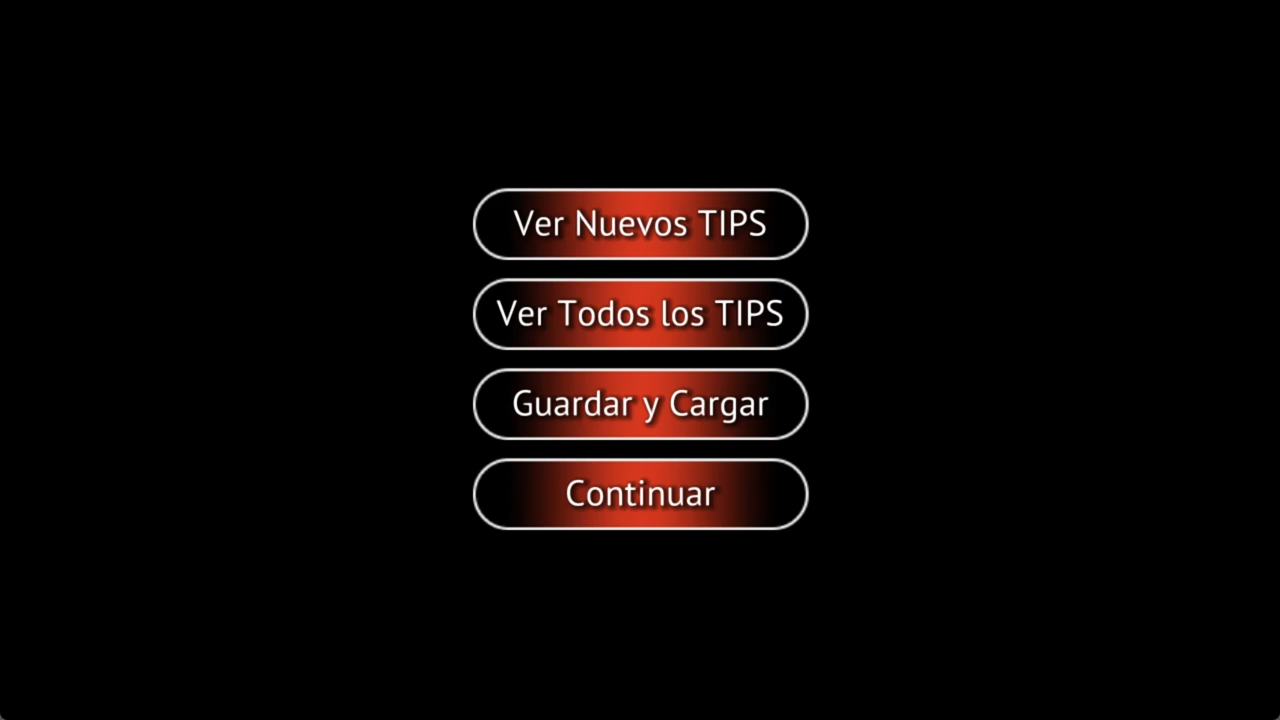 Ver Nuevos TIPS
Ver Todos los TIPS
Guardar y Cargar
Continuar